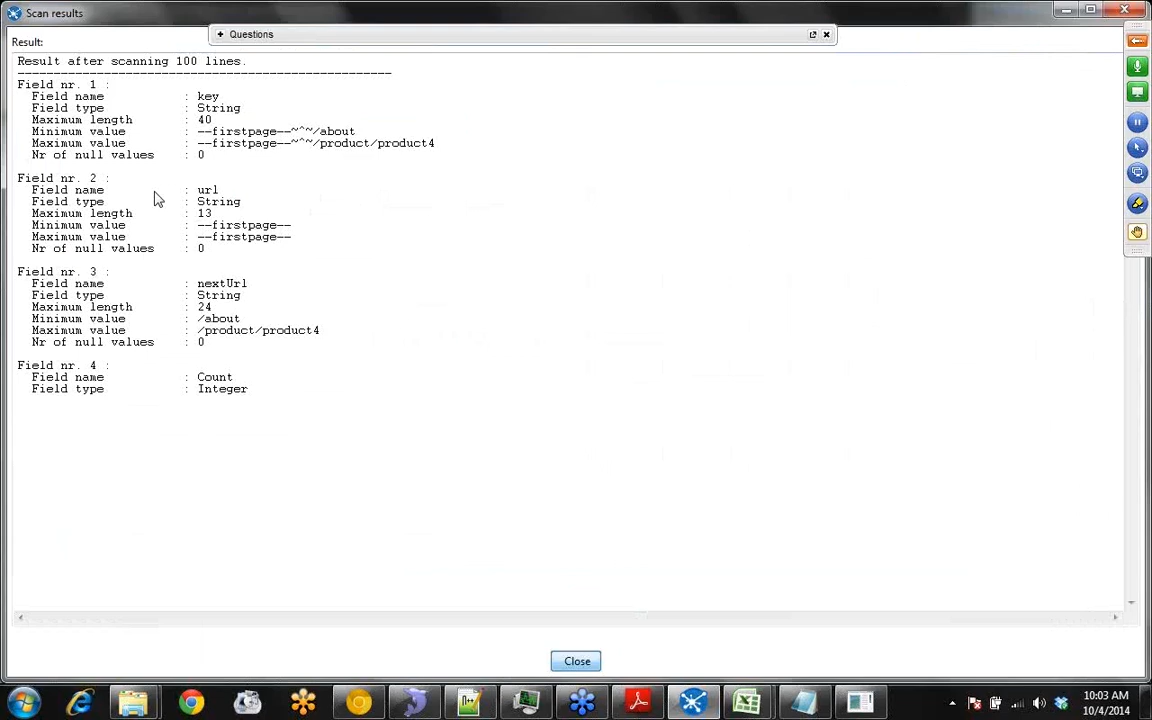 Scan results
Questions
Result:
Result after scanning 100 lines.
----------------------------------------------------
Field nr. 1 :
Field name : key
Field type : String
Maximum length : 40
Minimum value : --firstpage--~^~/about
Maximum value : --firstpage--~^~/product/product4
Nr of null values : 0
Field nr. 2 :
Field name : url
Field type : String
Maximum length : 13
Minimum value : --firstpage--
Maximum value : --firstpage--
Nr of null values : 0
Field nr. 3 :
Field name : nextUrl
Field type : String
Maximum length : 24
Minimum value : /about
Maximum value : /product/product4
Nr of null values : 0
Field nr. 4 :
Field name : Count
Field type : Integer
Close
10:03 AM
10/4/2014